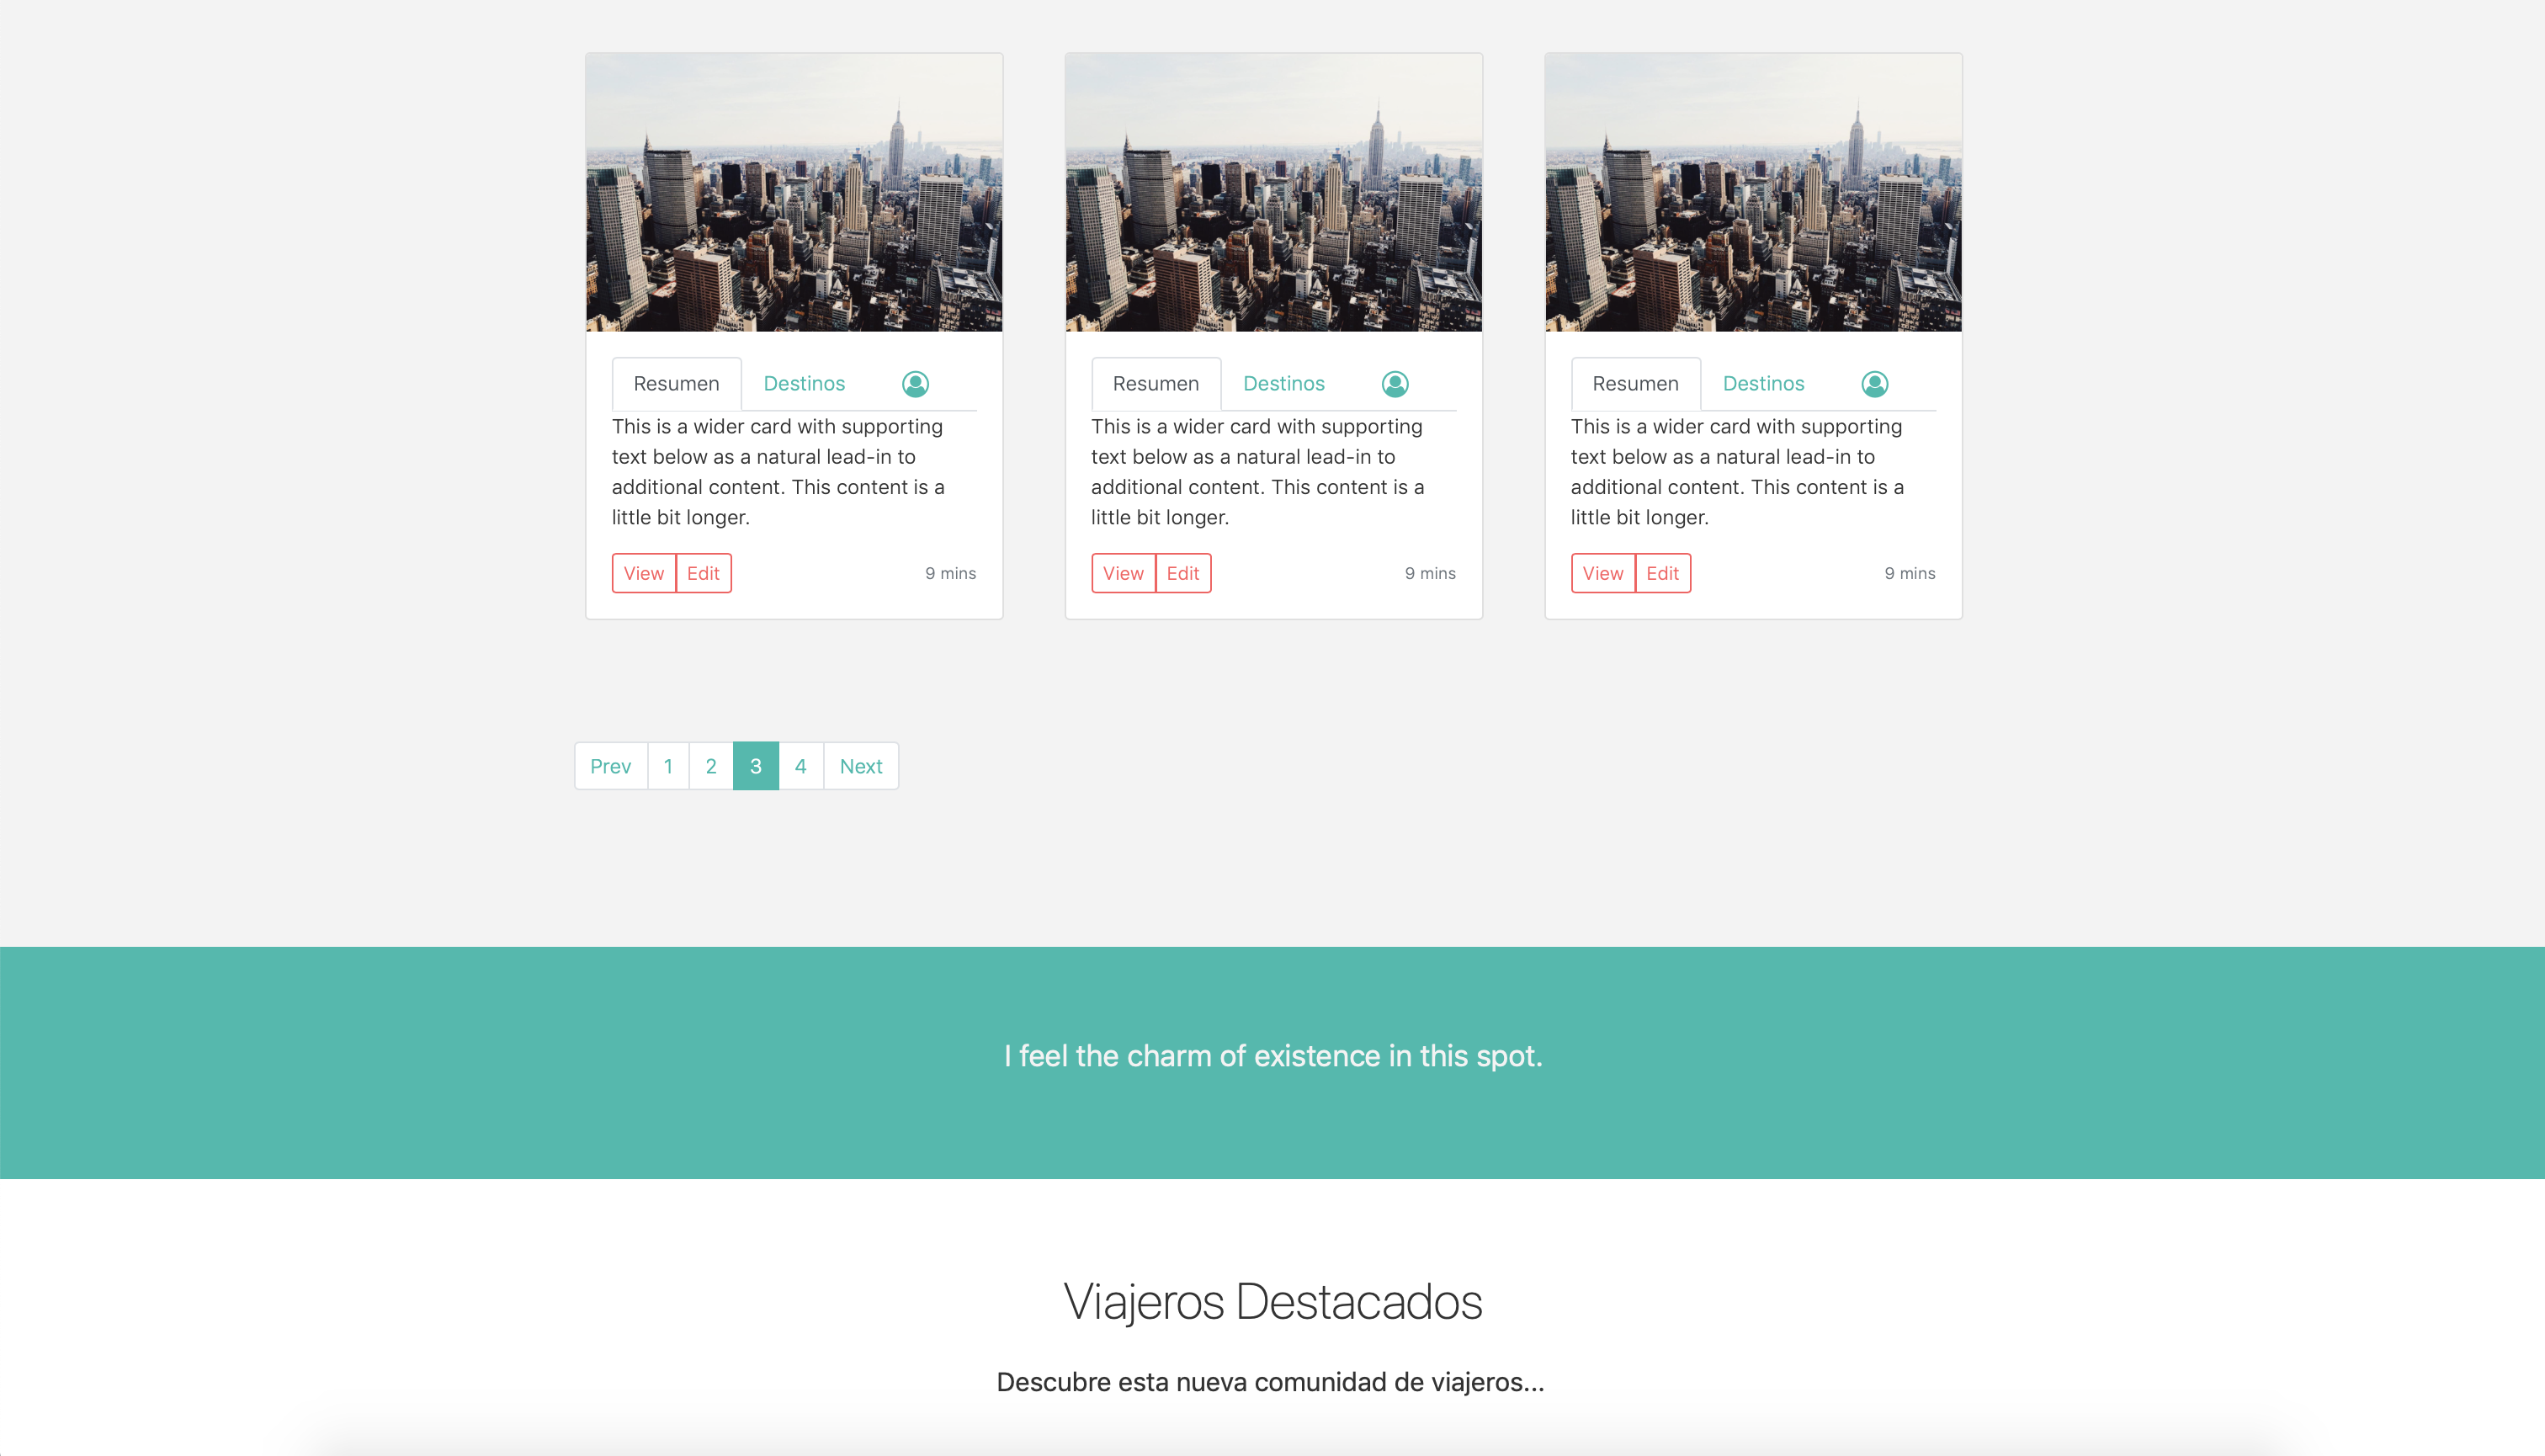 Resumen Destinos
This is a wider card with supporting
text below as a natural lead-in to
additional content. This content is a
little bit longer.
View Edit 9 mins
Resumen Destinos
This is a wider card with supporting
text below as a natural lead-in to
additional content. This content is a
little bit longer.
View Edit 9 mins
Resumen Destinos
This is a wider card with supporting
text below as a natural lead-in to
additional content. This content is a
little bit longer.
View Edit 9 mins
Prev 1 2 3 4 Next
I feel the charm of existence in this spot.
Viajeros Destacados
Descubre esta nueva comunidad de viajeros...